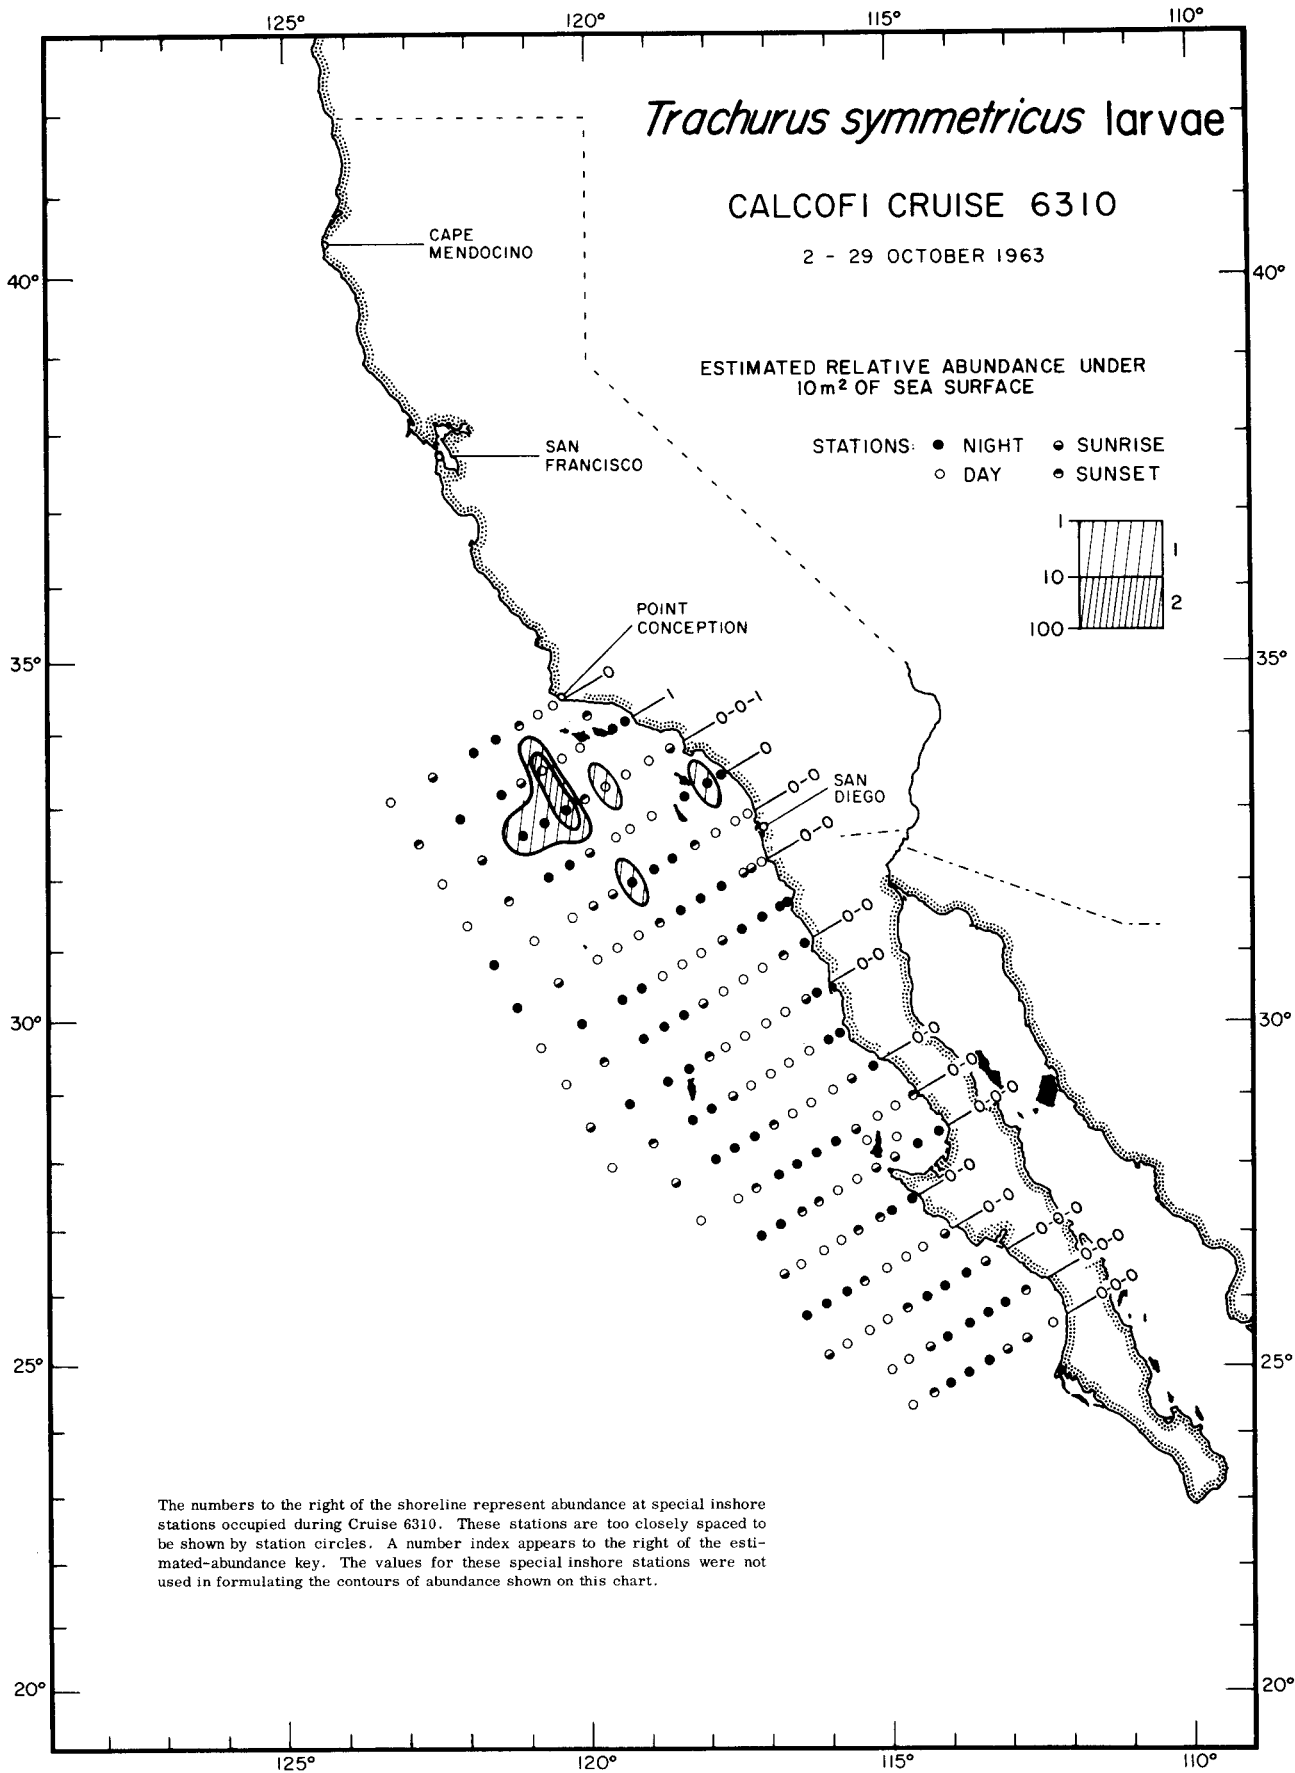 125° 120° 115° 110°
Trachurus symmetricus larvae
CALCOFI CRUISE 6310
2 - 29 OCTOBER 1963
CAPE
MENDOCINO
40° 40°
ESTIMATED RELATIVE ABUNDANCE UNDER
10m² OF SEA SURFACE
STATIONS: ● NIGHT ◒ SUNRISE
○ DAY ◓ SUNSET
SAN
FRANCISCO
1
1
10
2
100
POINT
CONCEPTION
35° 35°
0
1
0-0-1
0
0-0
SAN
DIEGO
0-0
0-0
0-0
30° 30°
0-0
0-0
0-0-0
0-0
0-0
0-0-0
0-0-0
0-0-0
25° 25°
The numbers to the right of the shoreline represent abundance at special inshore
stations occupied during Cruise 6310. These stations are too closely spaced to
be shown by station circles. A number index appears to the right of the esti-
mated-abundance key. The values for these special inshore stations were not
used in formulating the contours of abundance shown on this chart.
20° 20°
125° 120° 115° 110°